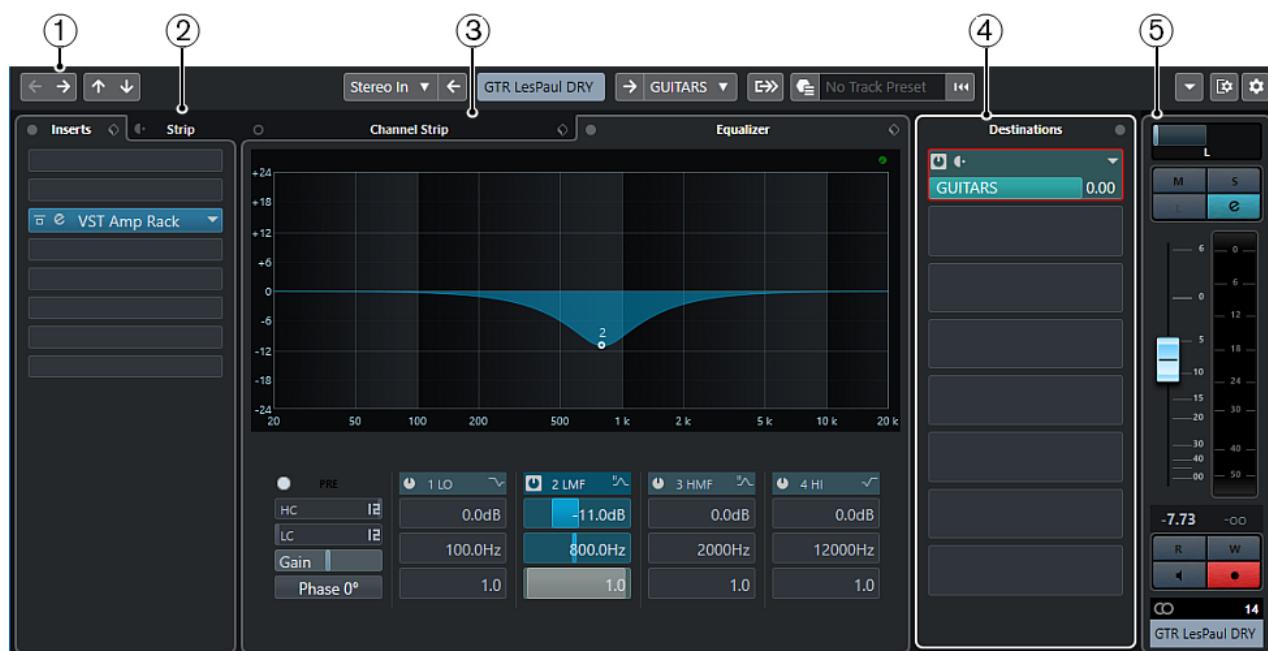 1 2 3 4 5
Stereo In GTR LesPaul DRY GUITARS No Track Preset
Inserts Strip Channel Strip Equalizer Destinations
VST Amp Rack
+24
+18
+12
+6
0
-6
-12
-18
-24
2
20 50 100 200 500 1 k 2 k 5 k 10 k 20 k
PRE
HC 12
LC 12
Gain
Phase 0°
1 LO
0.0dB
100.0Hz
1.0
2 LMF
-11.0dB
800.0Hz
1.0
3 HMF
0.0dB
2000Hz
1.0
4 HI
0.0dB
12000Hz
1.0
GUITARS 0.00
L
M S
L e
6
0
5
10
15
20
30
40
00
0
6
12
18
24
30
40
50
-7.73 -oo
R W
14
GTR LesPaul DRY